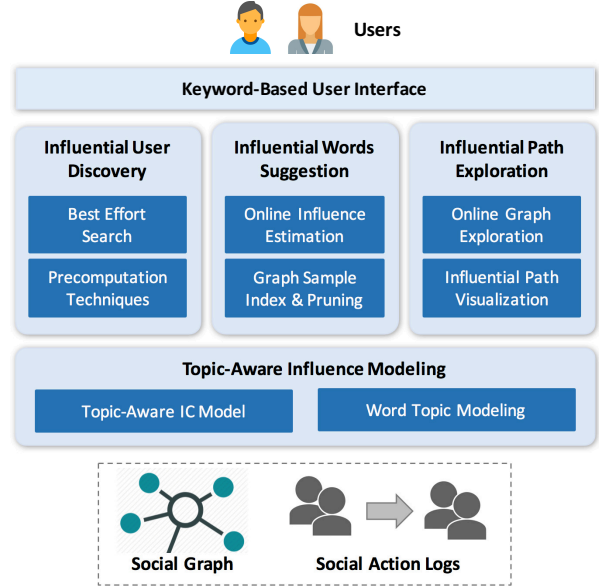 Users
Keyword-Based User Interface
Influential User
Discovery
Best Effort
Search
Precomputation
Techniques
Influential Words
Suggestion
Online Influence
Estimation
Graph Sample
Index & Pruning
Influential Path
Exploration
Online Graph
Exploration
Influential Path
Visualization
Topic-Aware Influence Modeling
Topic-Aware IC Model
Word Topic Modeling
Social Graph
Social Action Logs